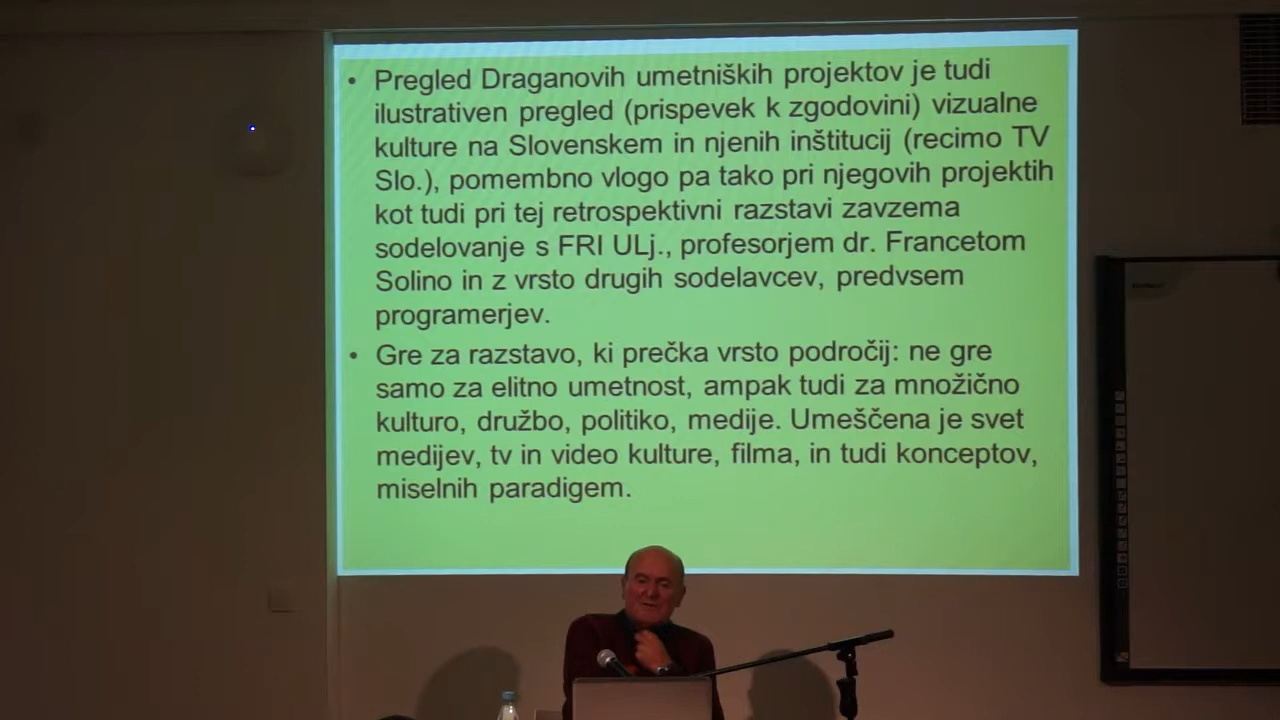 • Pregled Draganovih umetniških projektov je tudi
ilustrativen pregled (prispevek k zgodovini) vizualne
kulture na Slovenskem in njenih inštitucij (recimo TV
Slo.), pomembno vlogo pa tako pri njegovih projektih
kot tudi pri tej retrospektivni razstavi zavzema
sodelovanje s FRI ULj., profesorjem dr. Francetom
Solino in z vrsto drugih sodelavcev, predvsem
programerjev.
• Gre za razstavo, ki prečka vrsto področij: ne gre
samo za elitno umetnost, ampak tudi za množično
kulturo, družbo, politiko, medije. Umeščena je svet
medijev, tv in video kulture, filma, in tudi konceptov,
miselnih paradigem.